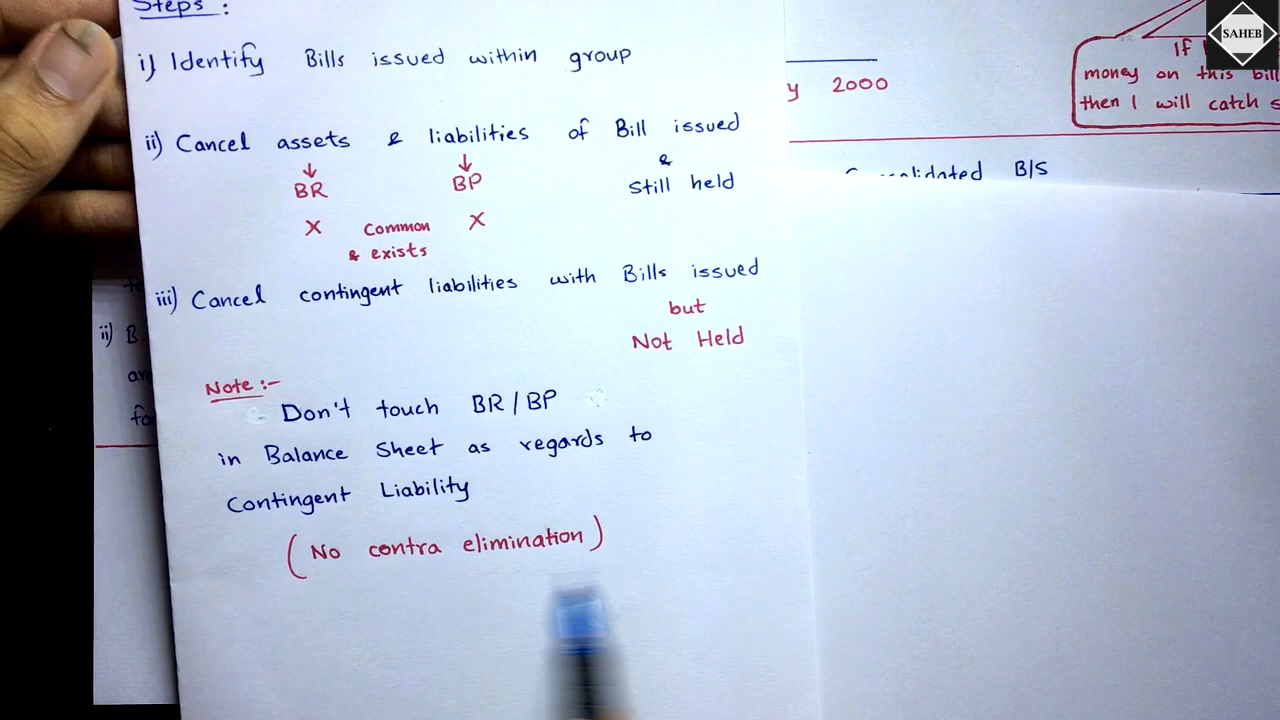 Steps :
i) Identify Bills issued within group
ii) Cancel assets & liabilities of Bill issued
& Still held
↓ ↓
BR BP
X Common & exists X
iii) Cancel contingent liabilities with Bills issued
but
Not Held
Note :-
Don't touch BR / BP
in Balance Sheet as regards to
Contingent Liability
(No contra elimination)
2000
If
money on this bill
then I will catch
B/S
ii) B
SAHEB